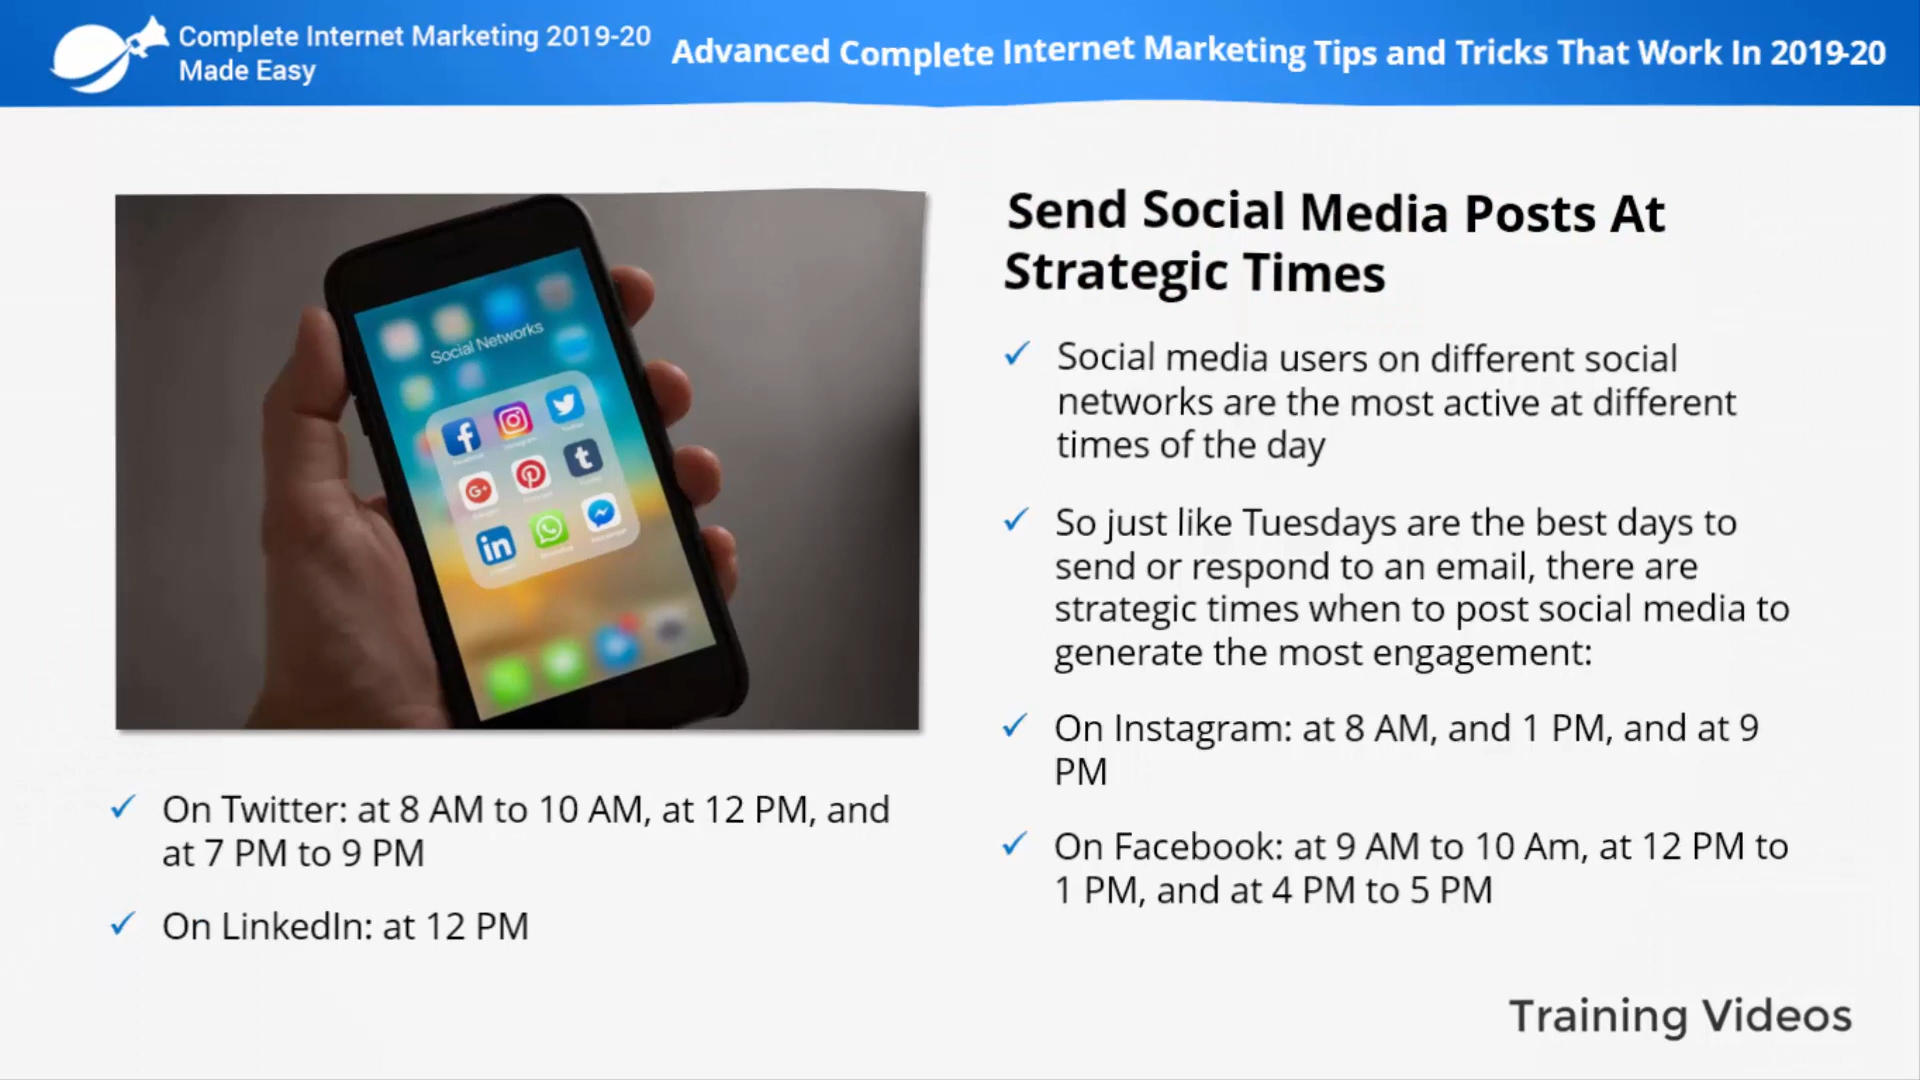 Complete Internet Marketing 2019-20
Made Easy
Advanced Complete Internet Marketing Tips and Tricks That Work In 2019-20
Social Networks
Send Social Media Posts At
Strategic Times
Social media users on different social
networks are the most active at different
times of the day
So just like Tuesdays are the best days to
send or respond to an email, there are
strategic times when to post social media to
generate the most engagement:
On Instagram: at 8 AM, and 1 PM, and at 9
PM
On Facebook: at 9 AM to 10 Am, at 12 PM to
1 PM, and at 4 PM to 5 PM
On Twitter: at 8 AM to 10 AM, at 12 PM, and
at 7 PM to 9 PM
On LinkedIn: at 12 PM
Training Videos